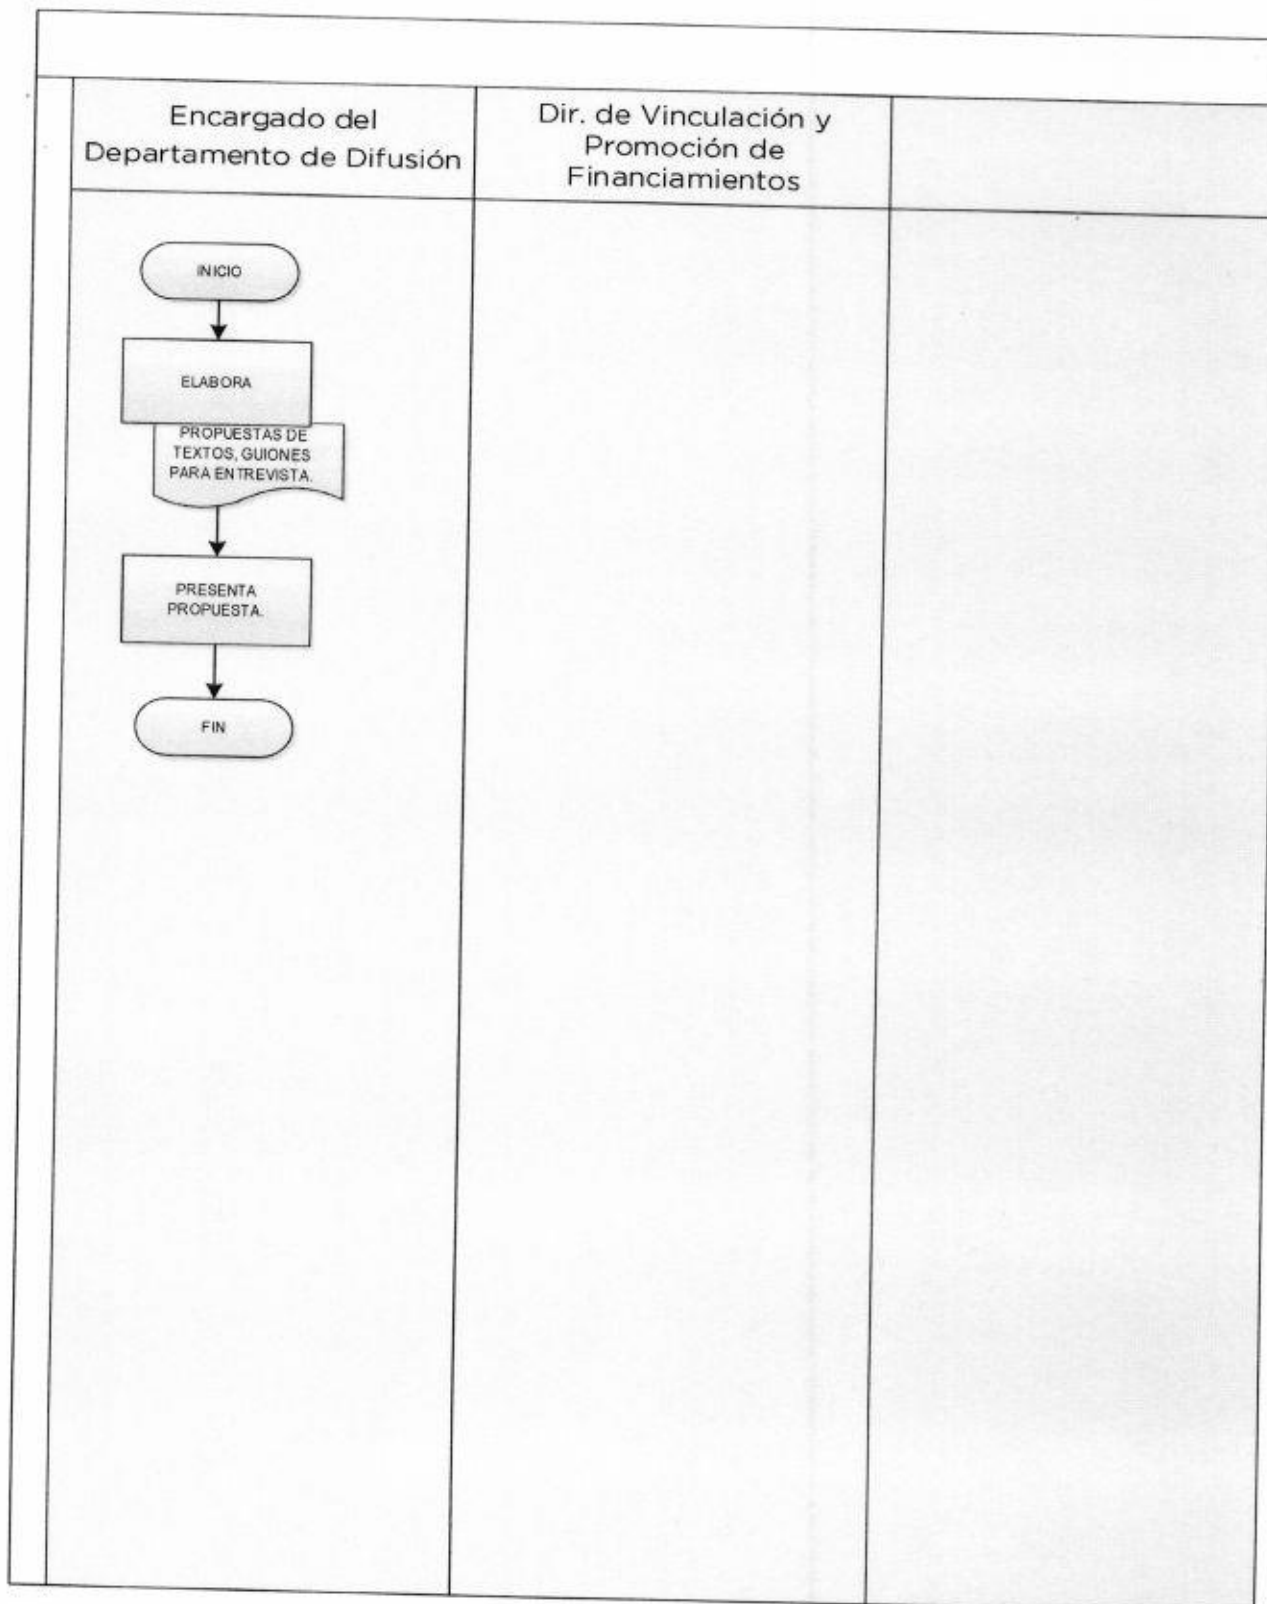 Encargado del
Departamento de Difusión
Dir. de Vinculación y
Promoción de
Financiamientos
INICIO
ELABORA
PROPUESTAS DE
TEXTOS, GUIONES
PARA ENTREVISTA.
PRESENTA
PROPUESTA.
FIN